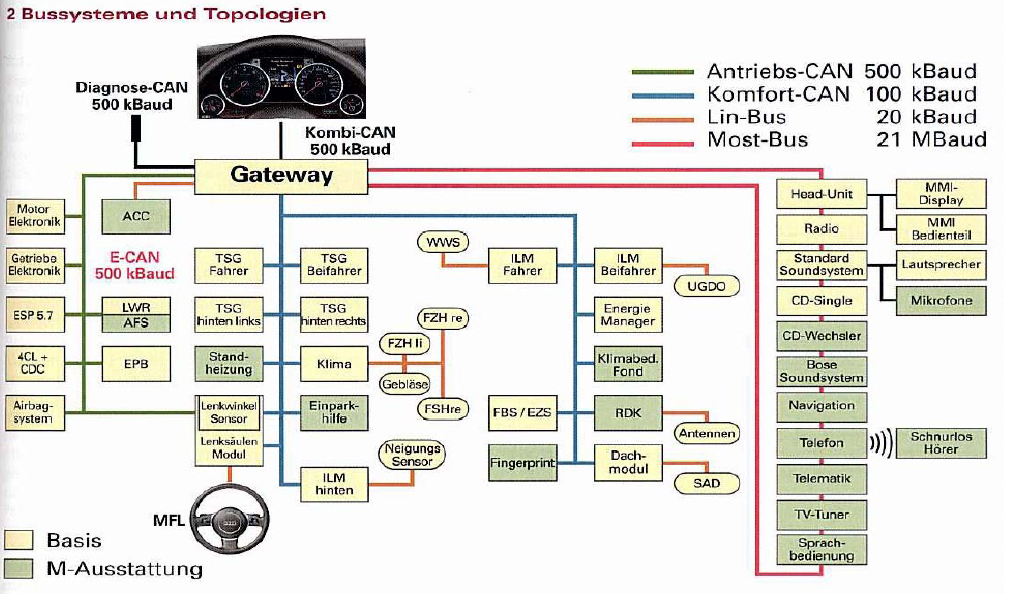 2 Bussysteme und Topologien
Diagnose-CAN
500 kBaud
Kombi-CAN
500 kBaud
Antriebs-CAN 500 kBaud
Komfort-CAN 100 kBaud
Lin-Bus 20 kBaud
Most-Bus 21 MBaud
Gateway
Motor
Elektronik
ACC
Getriebe
Elektronik
E-CAN
500 kBaud
ESP 5.7
LWR
AFS
4CL +
CDC
EPB
Airbag-
system
TSG
Fahrer
TSG
Beifahrer
TSG
hinten links
TSG
hinten rechts
Stand-
heizung
Klima
Lenkwinkel
Sensor
Einpark-
hilfe
Lenksäulen
Modul
ILM
hinten
MFL
FZH re
FZH li
Gebläse
FSHre
Neigungs
Sensor
WWS
ILM
Fahrer
ILM
Beifahrer
UGDO
Energie
Manager
Klimabed.
Fond
FBS / EZS
RDK
Antennen
Fingerprint
Dach-
modul
SAD
Head-Unit
MMI-
Display
Radio
MMI
Bedienteil
Standard
Soundsystem
Lautsprecher
CD-Single
Mikrofone
CD-Wechsler
Bose
Soundsystem
Navigation
Telefon
Schnurlos
Hörer
Telematik
TV-Tuner
Sprach-
bedienung
Basis
M-Ausstattung